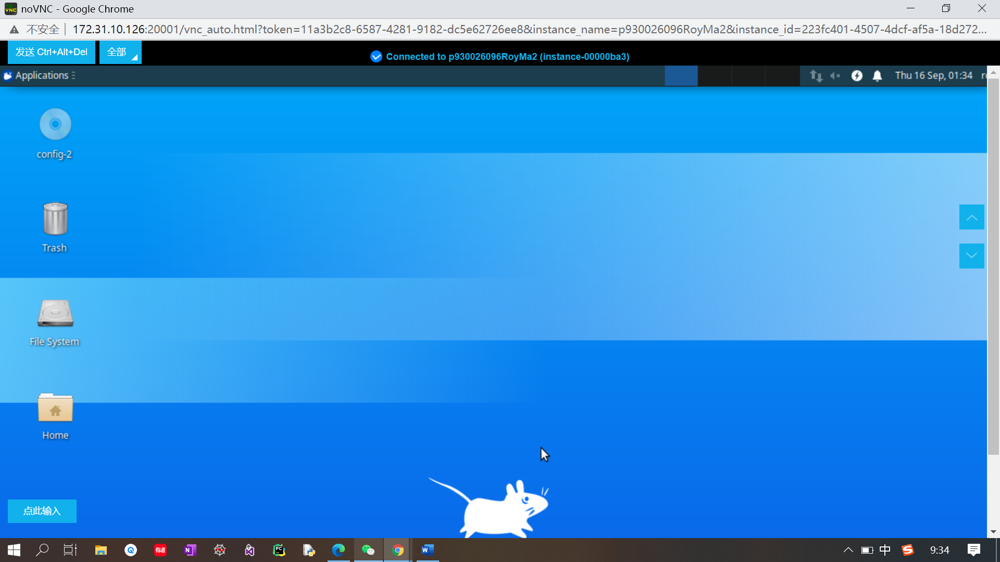 noVNC - Google Chrome
不安全 172.31.10.126:20001/vnc_auto.html?token=11a3b2c8-6587-4281-9182-dc5e62726ee8&instance_name=p930026096RoyMa2&instance_id=223fc401-4507-4dcf-af5a-18d272...
发送 Ctrl+Alt+Del 全部
Connected to p930026096RoyMa2 (instance-00000ba3)
Applications Thu 16 Sep, 01:34
config-2
Trash
File System
Home
点此输入
中 9:34